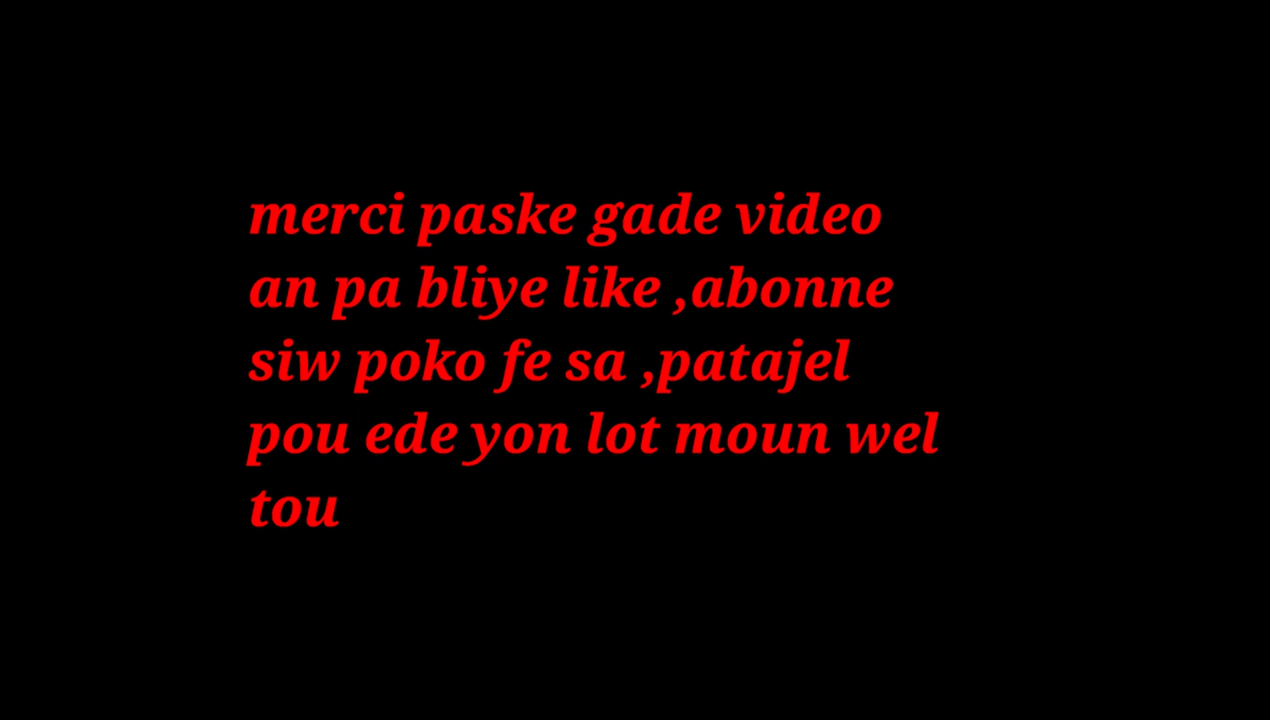 merci paske gade video
an pa bliye like ,abonne
siw poko fe sa ,patajel
pou ede yon lot moun wel
tou